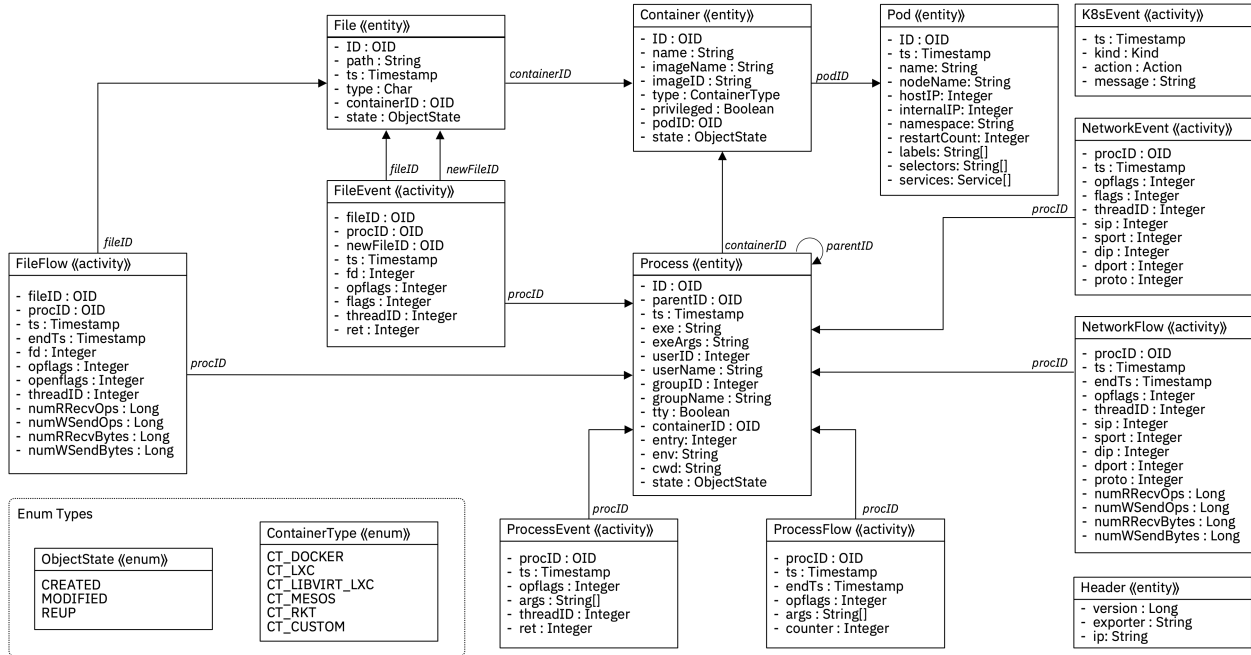 File ⟪entity⟫
- ID : OID
- path : String
- ts : Timestamp
- type : Char
- containerID : OID
- state : ObjectState
containerID
Container ⟪entity⟫
- ID : OID
- name : String
- imageName : String
- imageID : String
- type : ContainerType
- privileged : Boolean
- podID: OID
- state : ObjectState
podID
Pod ⟪entity⟫
- ID : OID
- ts : Timestamp
- name: String
- nodeName: String
- hostIP: Integer
- internalIP: Integer
- namespace: String
- restartCount: Integer
- labels: String[]
- selectors: String[]
- services: Service[]
K8sEvent ⟪activity⟫
- ts : Timestamp
- kind : Kind
- action : Action
- message : String
NetworkEvent ⟪activity⟫
- procID : OID
- ts : Timestamp
- opflags : Integer
- flags : Integer
- threadID : Integer
- sip : Integer
- sport : Integer
- dip : Integer
- dport : Integer
- proto : Integer
procID
fileID
newFileID
FileEvent ⟪activity⟫
- fileID : OID
- procID : OID
- newFileID : OID
- ts : Timestamp
- fd : Integer
- opflags : Integer
- flags : Integer
- threadID : Integer
- ret : Integer
procID
fileID
FileFlow ⟪activity⟫
- fileID : OID
- procID : OID
- ts : Timestamp
- endTs : Timestamp
- fd : Integer
- opflags : Integer
- openflags : Integer
- threadID : Integer
- numRRecvOps : Long
- numWSendOps : Long
- numRRecvBytes : Long
- numWSendBytes : Long
procID
containerID
parentID
Process ⟪entity⟫
- ID : OID
- parentID : OID
- ts : Timestamp
- exe : String
- exeArgs : String
- userID : Integer
- userName : String
- groupID : Integer
- groupName : String
- tty : Boolean
- containerID : OID
- entry: Integer
- env: String
- cwd: String
- state : ObjectState
NetworkFlow ⟪activity⟫
- procID : OID
- ts : Timestamp
- endTs : Timestamp
- opflags : Integer
- threadID : Integer
- sip : Integer
- sport : Integer
- dip : Integer
- dport : Integer
- proto : Integer
- numRRecvOps : Long
- numWSendOps : Long
- numRRecvBytes : Long
- numWSendBytes : Long
procID
Enum Types
ObjectState ⟪enum⟫
CREATED
MODIFIED
REUP
ContainerType ⟪enum⟫
CT_DOCKER
CT_LXC
CT_LIBVIRT_LXC
CT_MESOS
CT_RKT
CT_CUSTOM
procID
ProcessEvent ⟪activity⟫
- procID : OID
- ts : Timestamp
- opflags : Integer
- args : String[]
- threadID : Integer
- ret : Integer
procID
ProcessFlow ⟪activity⟫
- procID : OID
- ts : Timestamp
- endTs : Timestamp
- opflags : Integer
- args : String[]
- counter : Integer
Header ⟪entity⟫
- version : Long
- exporter : String
- ip: String